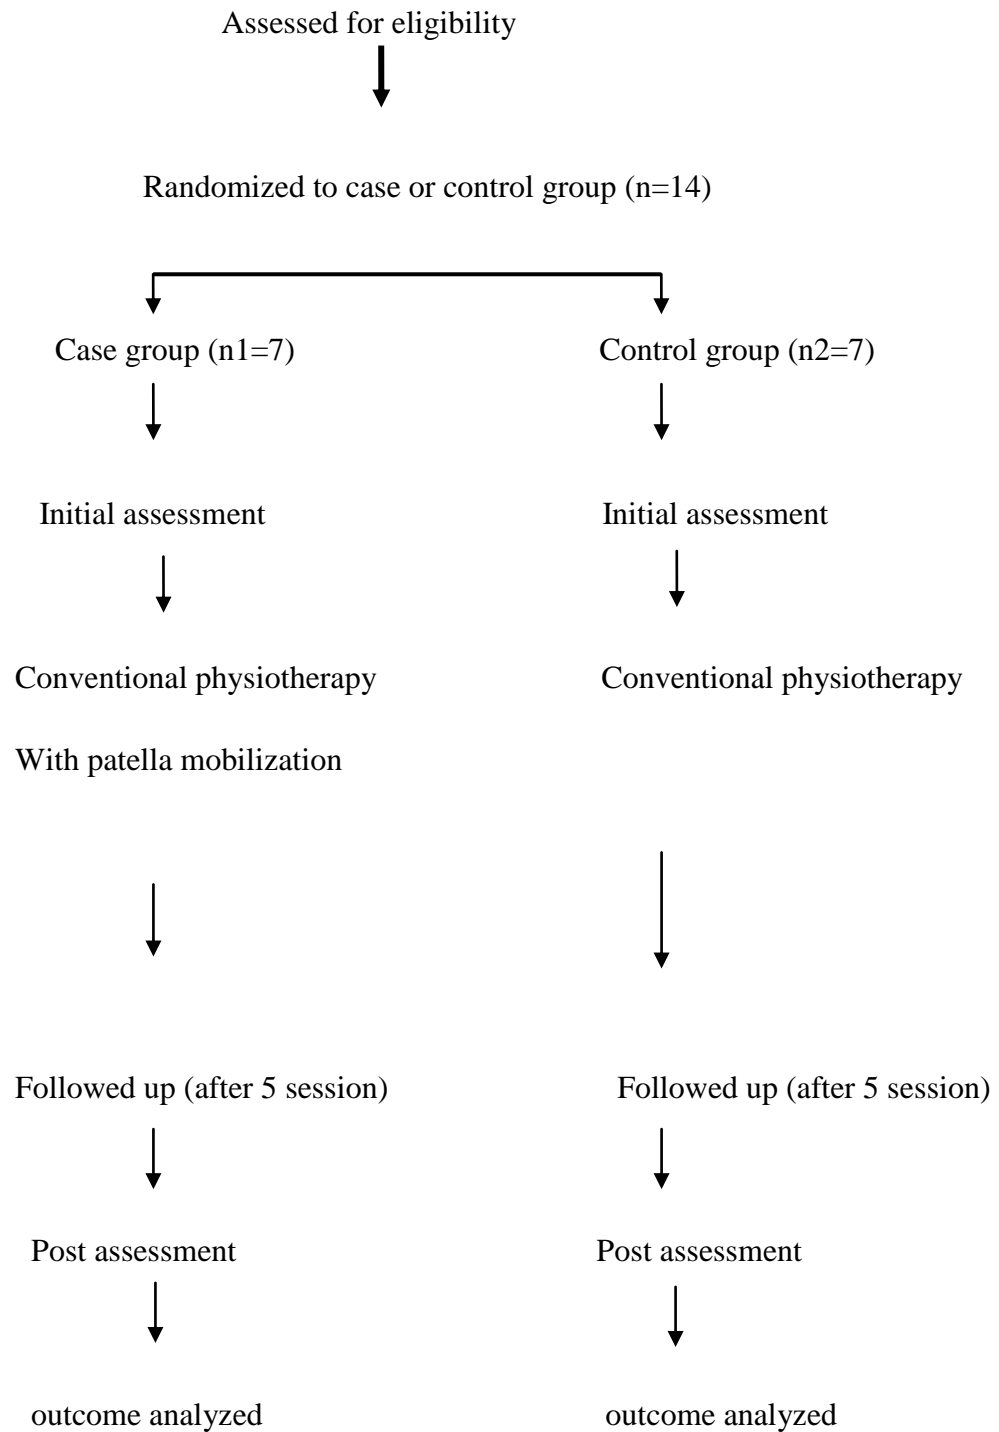 Assessed for eligibility
Randomized to case or control group (n=14)
Case group (n1=7)
Control group (n2=7)
Initial assessment
Initial assessment
Conventional physiotherapy
Conventional physiotherapy
With patella mobilization
Followed up (after 5 session)
Followed up (after 5 session)
Post assessment
Post assessment
outcome analyzed
outcome analyzed